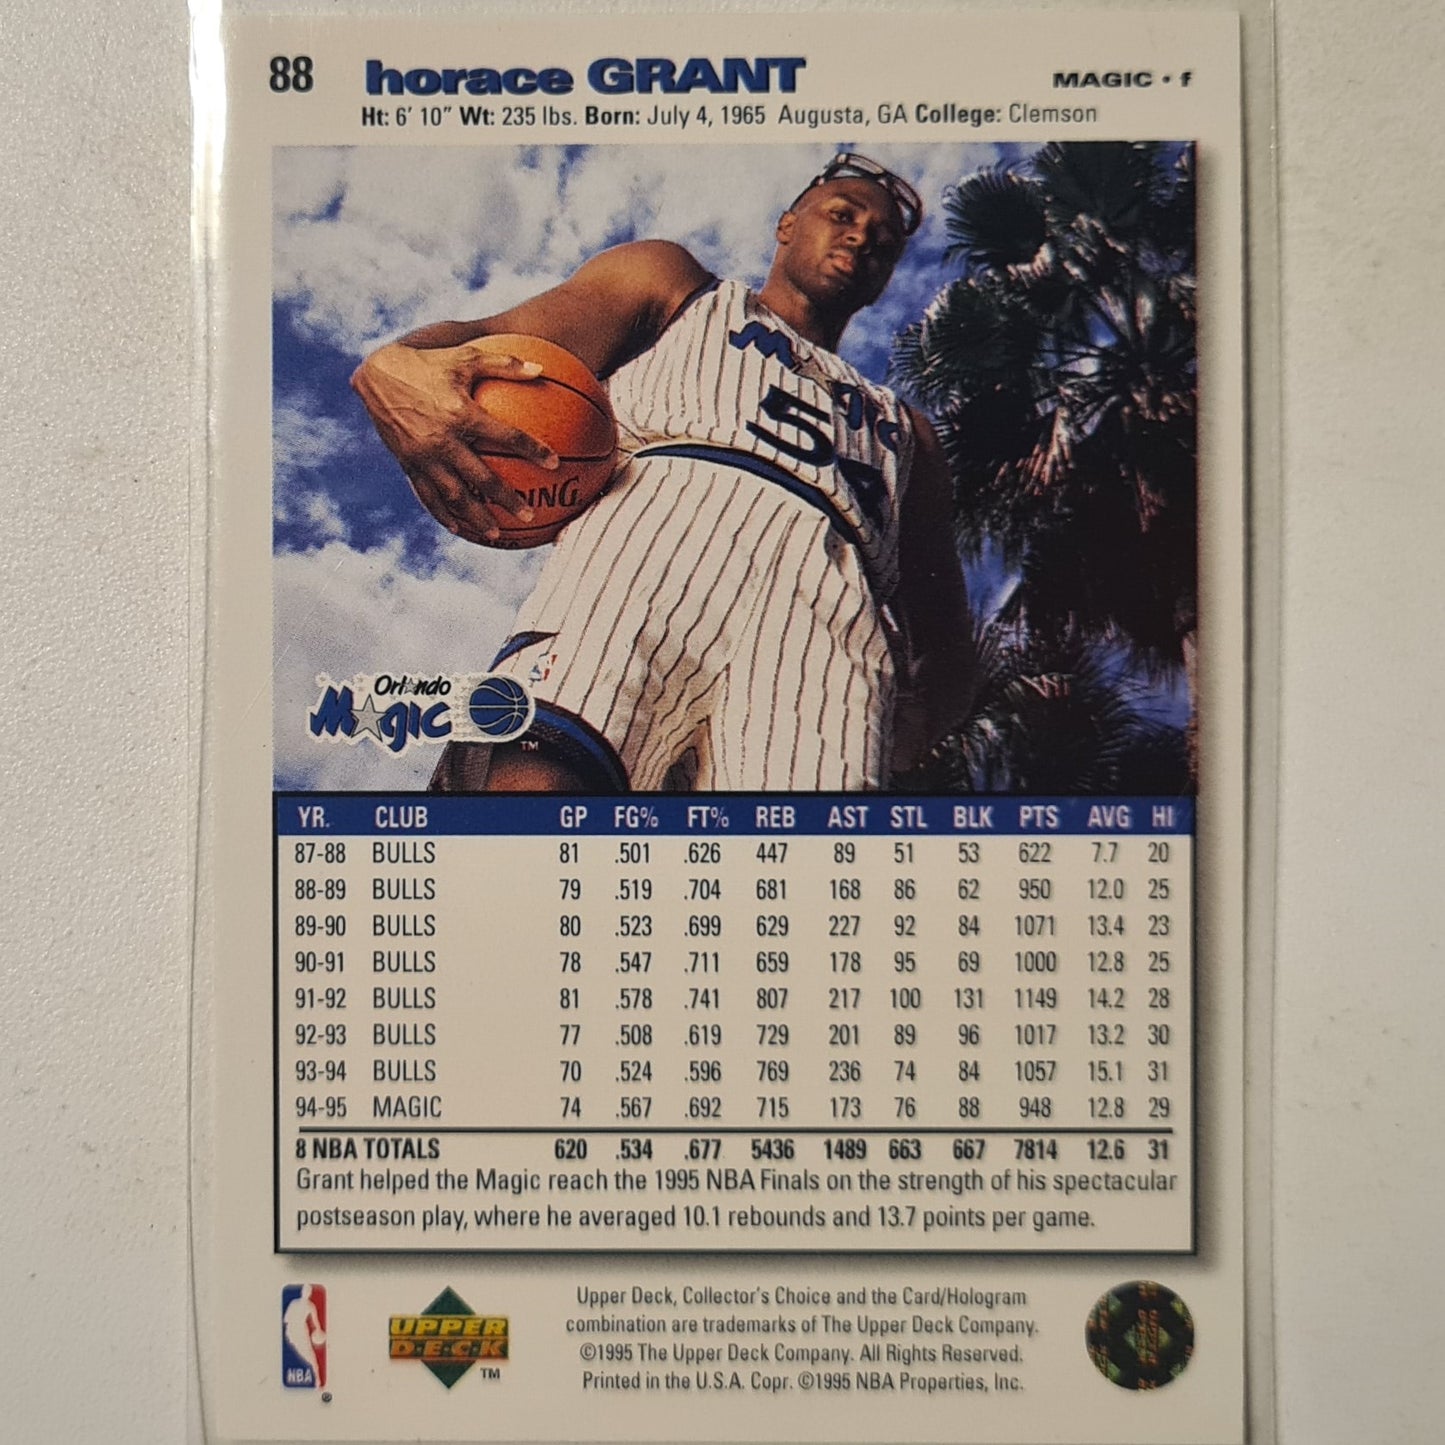 88 horace GRANT MAGIC • f
Ht: 6' 10" Wt: 235 lbs. Born: July 4, 1965 Augusta, GA College: Clemson
MAGIC
54
Orlando
Magic
TM
YR. CLUB GP FG% FT% REB AST STL BLK PTS AVG HI
87-88 BULLS 81 .501 .626 447 89 51 53 622 7.7 20
88-89 BULLS 79 .519 .704 681 168 86 62 950 12.0 25
89-90 BULLS 80 .523 .699 629 227 92 84 1071 13.4 23
90-91 BULLS 78 .547 .711 659 178 95 69 1000 12.8 25
91-92 BULLS 81 .578 .741 807 217 100 131 1149 14.2 28
92-93 BULLS 77 .508 .619 729 201 89 96 1017 13.2 30
93-94 BULLS 70 .524 .596 769 236 74 84 1057 15.1 31
94-95 MAGIC 74 .567 .692 715 173 76 88 948 12.8 29
8 NBA TOTALS 620 .534 .677 5436 1489 663 667 7814 12.6 31
Grant helped the Magic reach the 1995 NBA Finals on the strength of his spectacular
postseason play, where he averaged 10.1 rebounds and 13.7 points per game.
NBA
®
UPPER
D·E·C·K
TM
Upper Deck, Collector's Choice and the Card/Hologram
combination are trademarks of The Upper Deck Company.
©1995 The Upper Deck Company. All Rights Reserved.
Printed in the U.S.A. Copr. ©1995 NBA Properties, Inc.